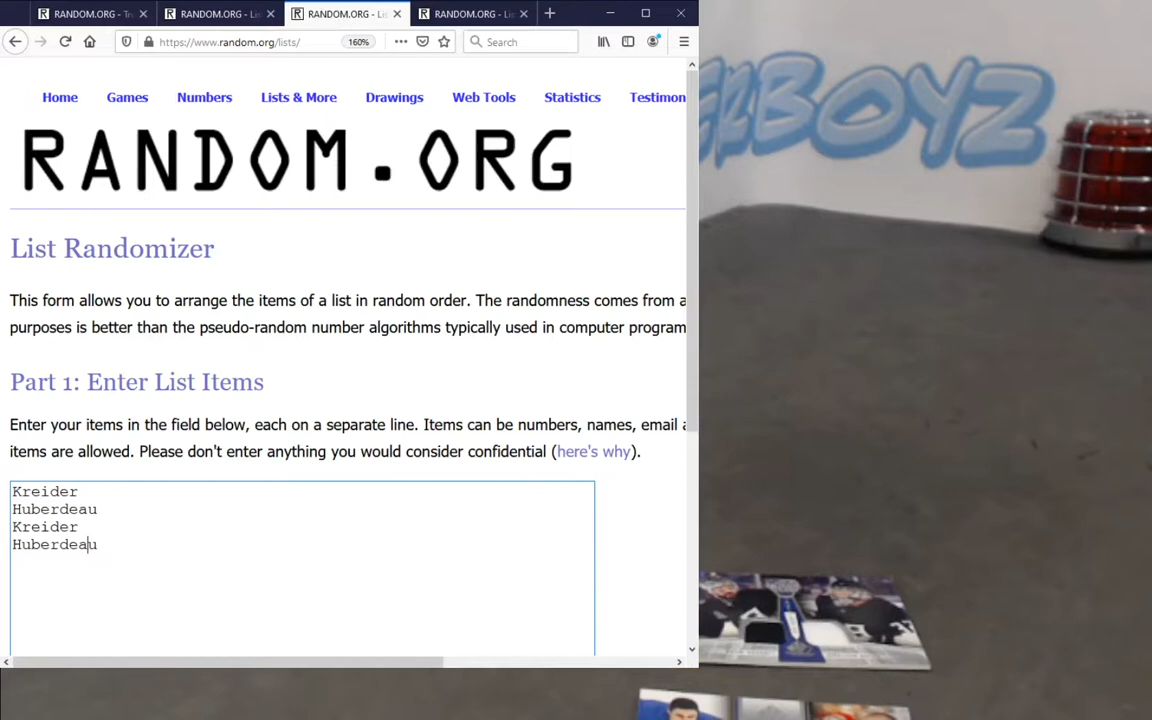 RANDOM.ORG - Tr
RANDOM.ORG - Lis
RANDOM.ORG - Lis
RANDOM.ORG - Lis
https://www.random.org/lists/
160%
Search
Home Games Numbers Lists & More Drawings Web Tools Statistics Testimon
RANDOM.ORG
List Randomizer
This form allows you to arrange the items of a list in random order. The randomness comes from a
purposes is better than the pseudo-random number algorithms typically used in computer program
Part 1: Enter List Items
Enter your items in the field below, each on a separate line. Items can be numbers, names, email a
items are allowed. Please don't enter anything you would consider confidential (here's why).
Kreider
Huberdeau
Kreider
Huberdeau
BOYZ